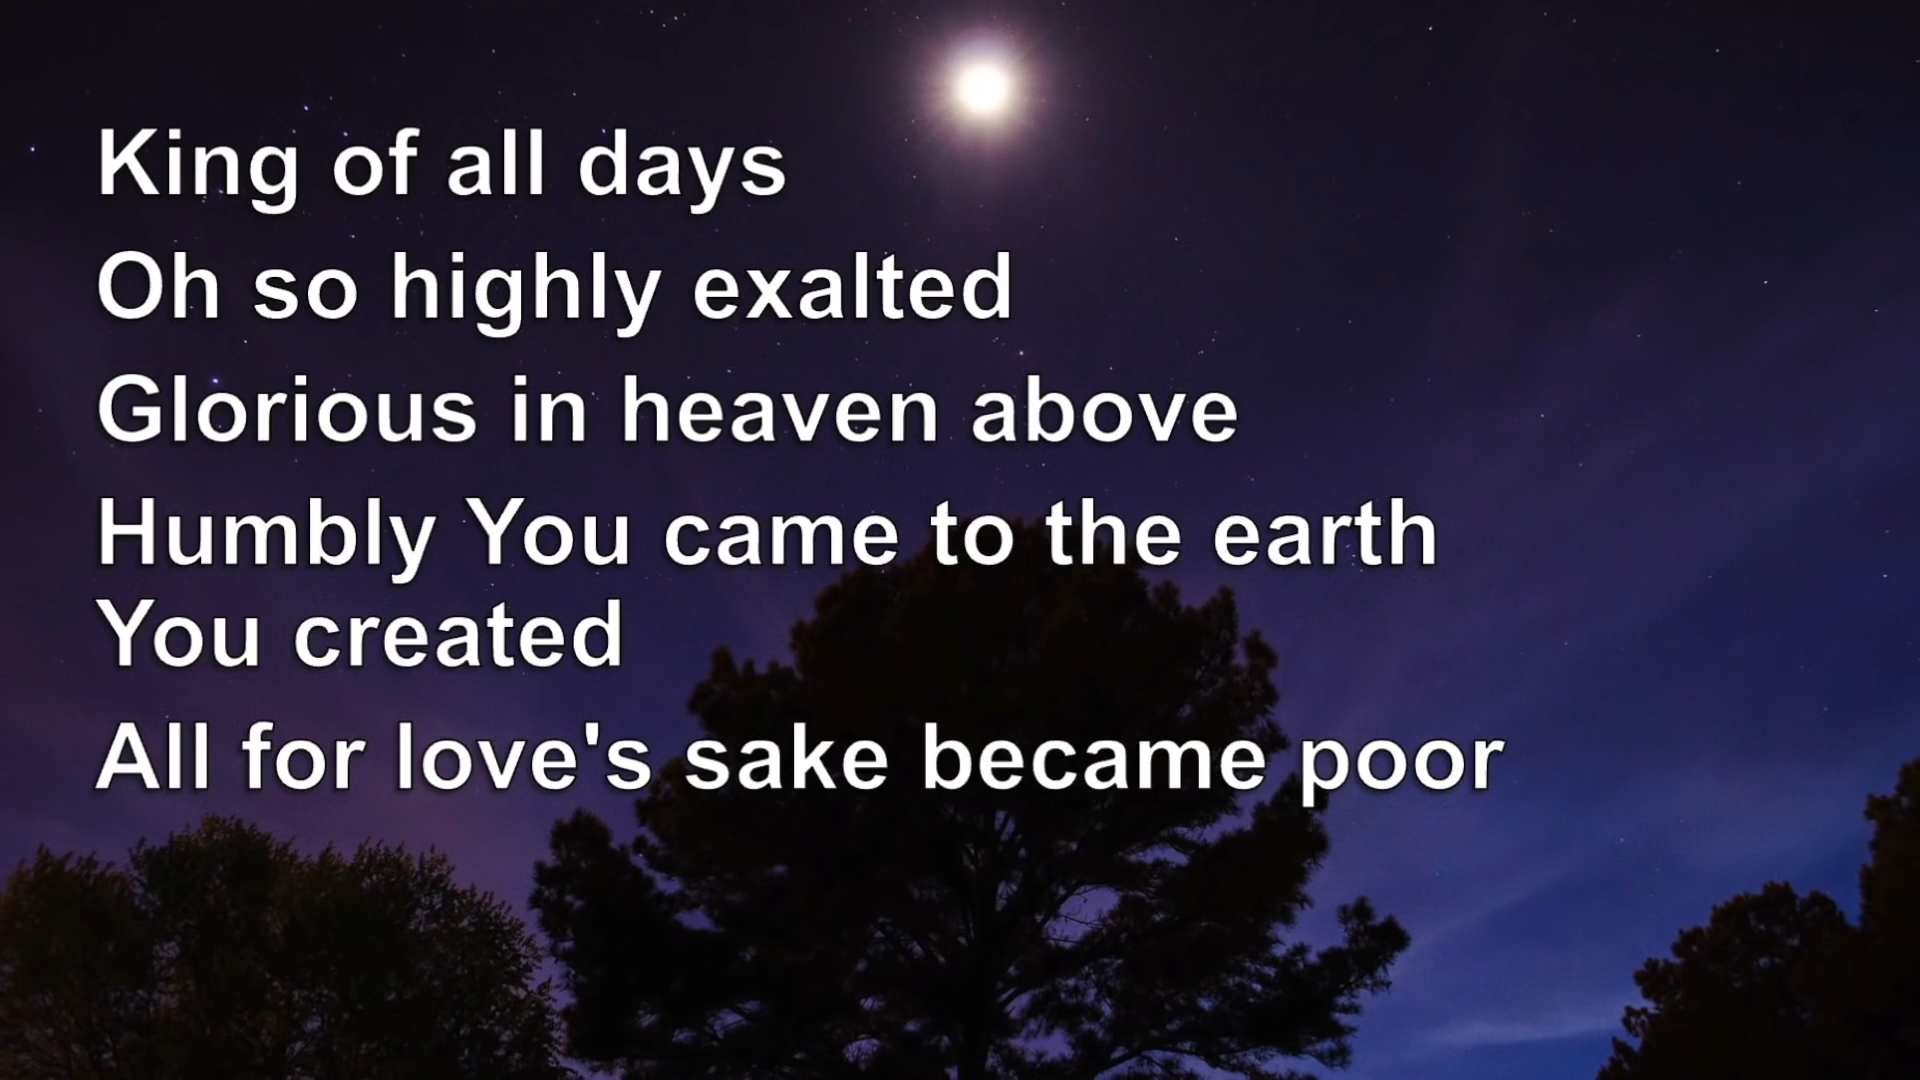 King of all days
Oh so highly exalted
Glorious in heaven above
Humbly You came to the earth
You created
All for love's sake became poor